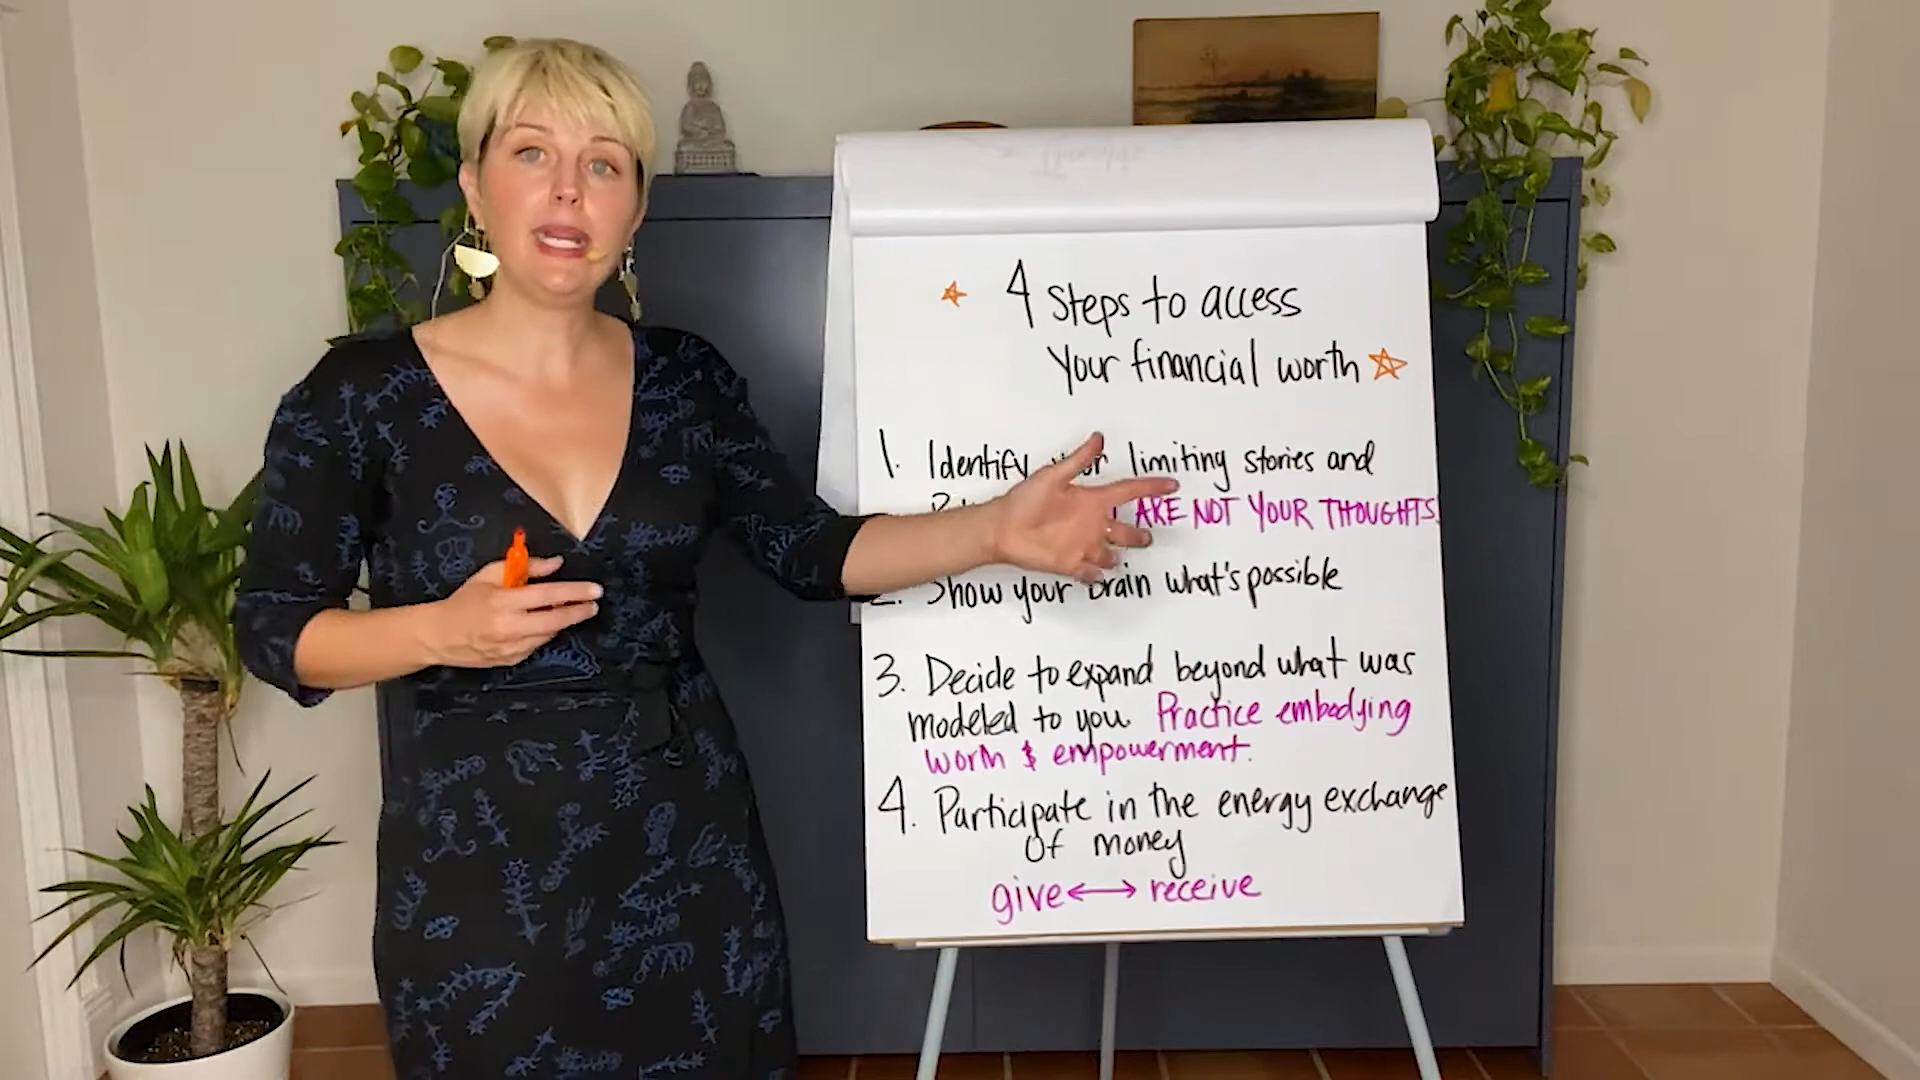 4 Steps to access
Your financial worth
1. Identify limiting stories and
ARE NOT YOUR THOUGHTS!
2. Show your brain what's possible
3. Decide to expand beyond what was
modeled to you. Practice embodying
worth & empowerment.
4. Participate in the energy exchange
Of money
give ↔ receive